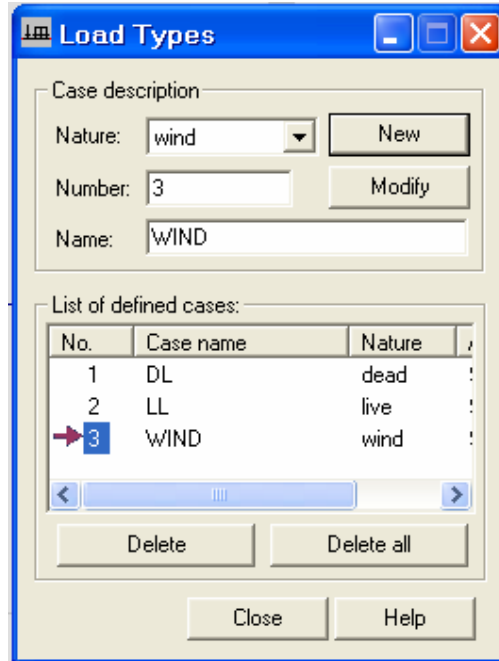 Load Types
Case description
Nature: wind New
Number: 3 Modify
Name: WIND
List of defined cases:
No. Case name Nature
1 DL dead
2 LL live
3 WIND wind
Delete Delete all
Close Help